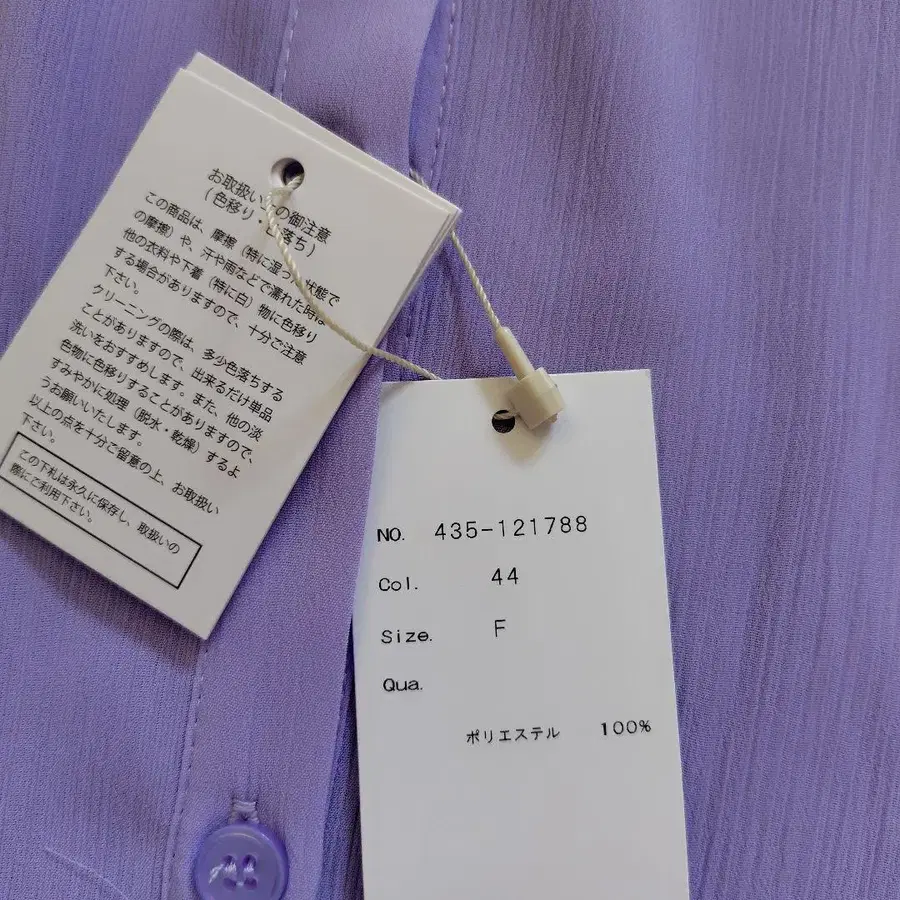 お取扱い の御注意
(色移り・ 落ち)
この商品は、摩擦(特に湿っ 状態で
の摩擦)や、汗や雨などで濡れた時は
他の衣料や下着(特に白)物に色移り
する場合がありますので、十分ご注意
下さい。
クリーニングの際は、多少色落ちする
ことがありますので、出来るだけ単品
洗いをおすすめします。また、他の淡
色物に色移りすることがありますので、
すみやかに処理(脱水・乾燥)するよ
うお願いいたします。
以上の点を十分ご留意の上、お取扱い
下さい。
この下札は永久に保存し、取扱いの
際にご利用下さい。
NO. 435-121788
Col. 44
Size. F
Qua.
ポリエステル 100%